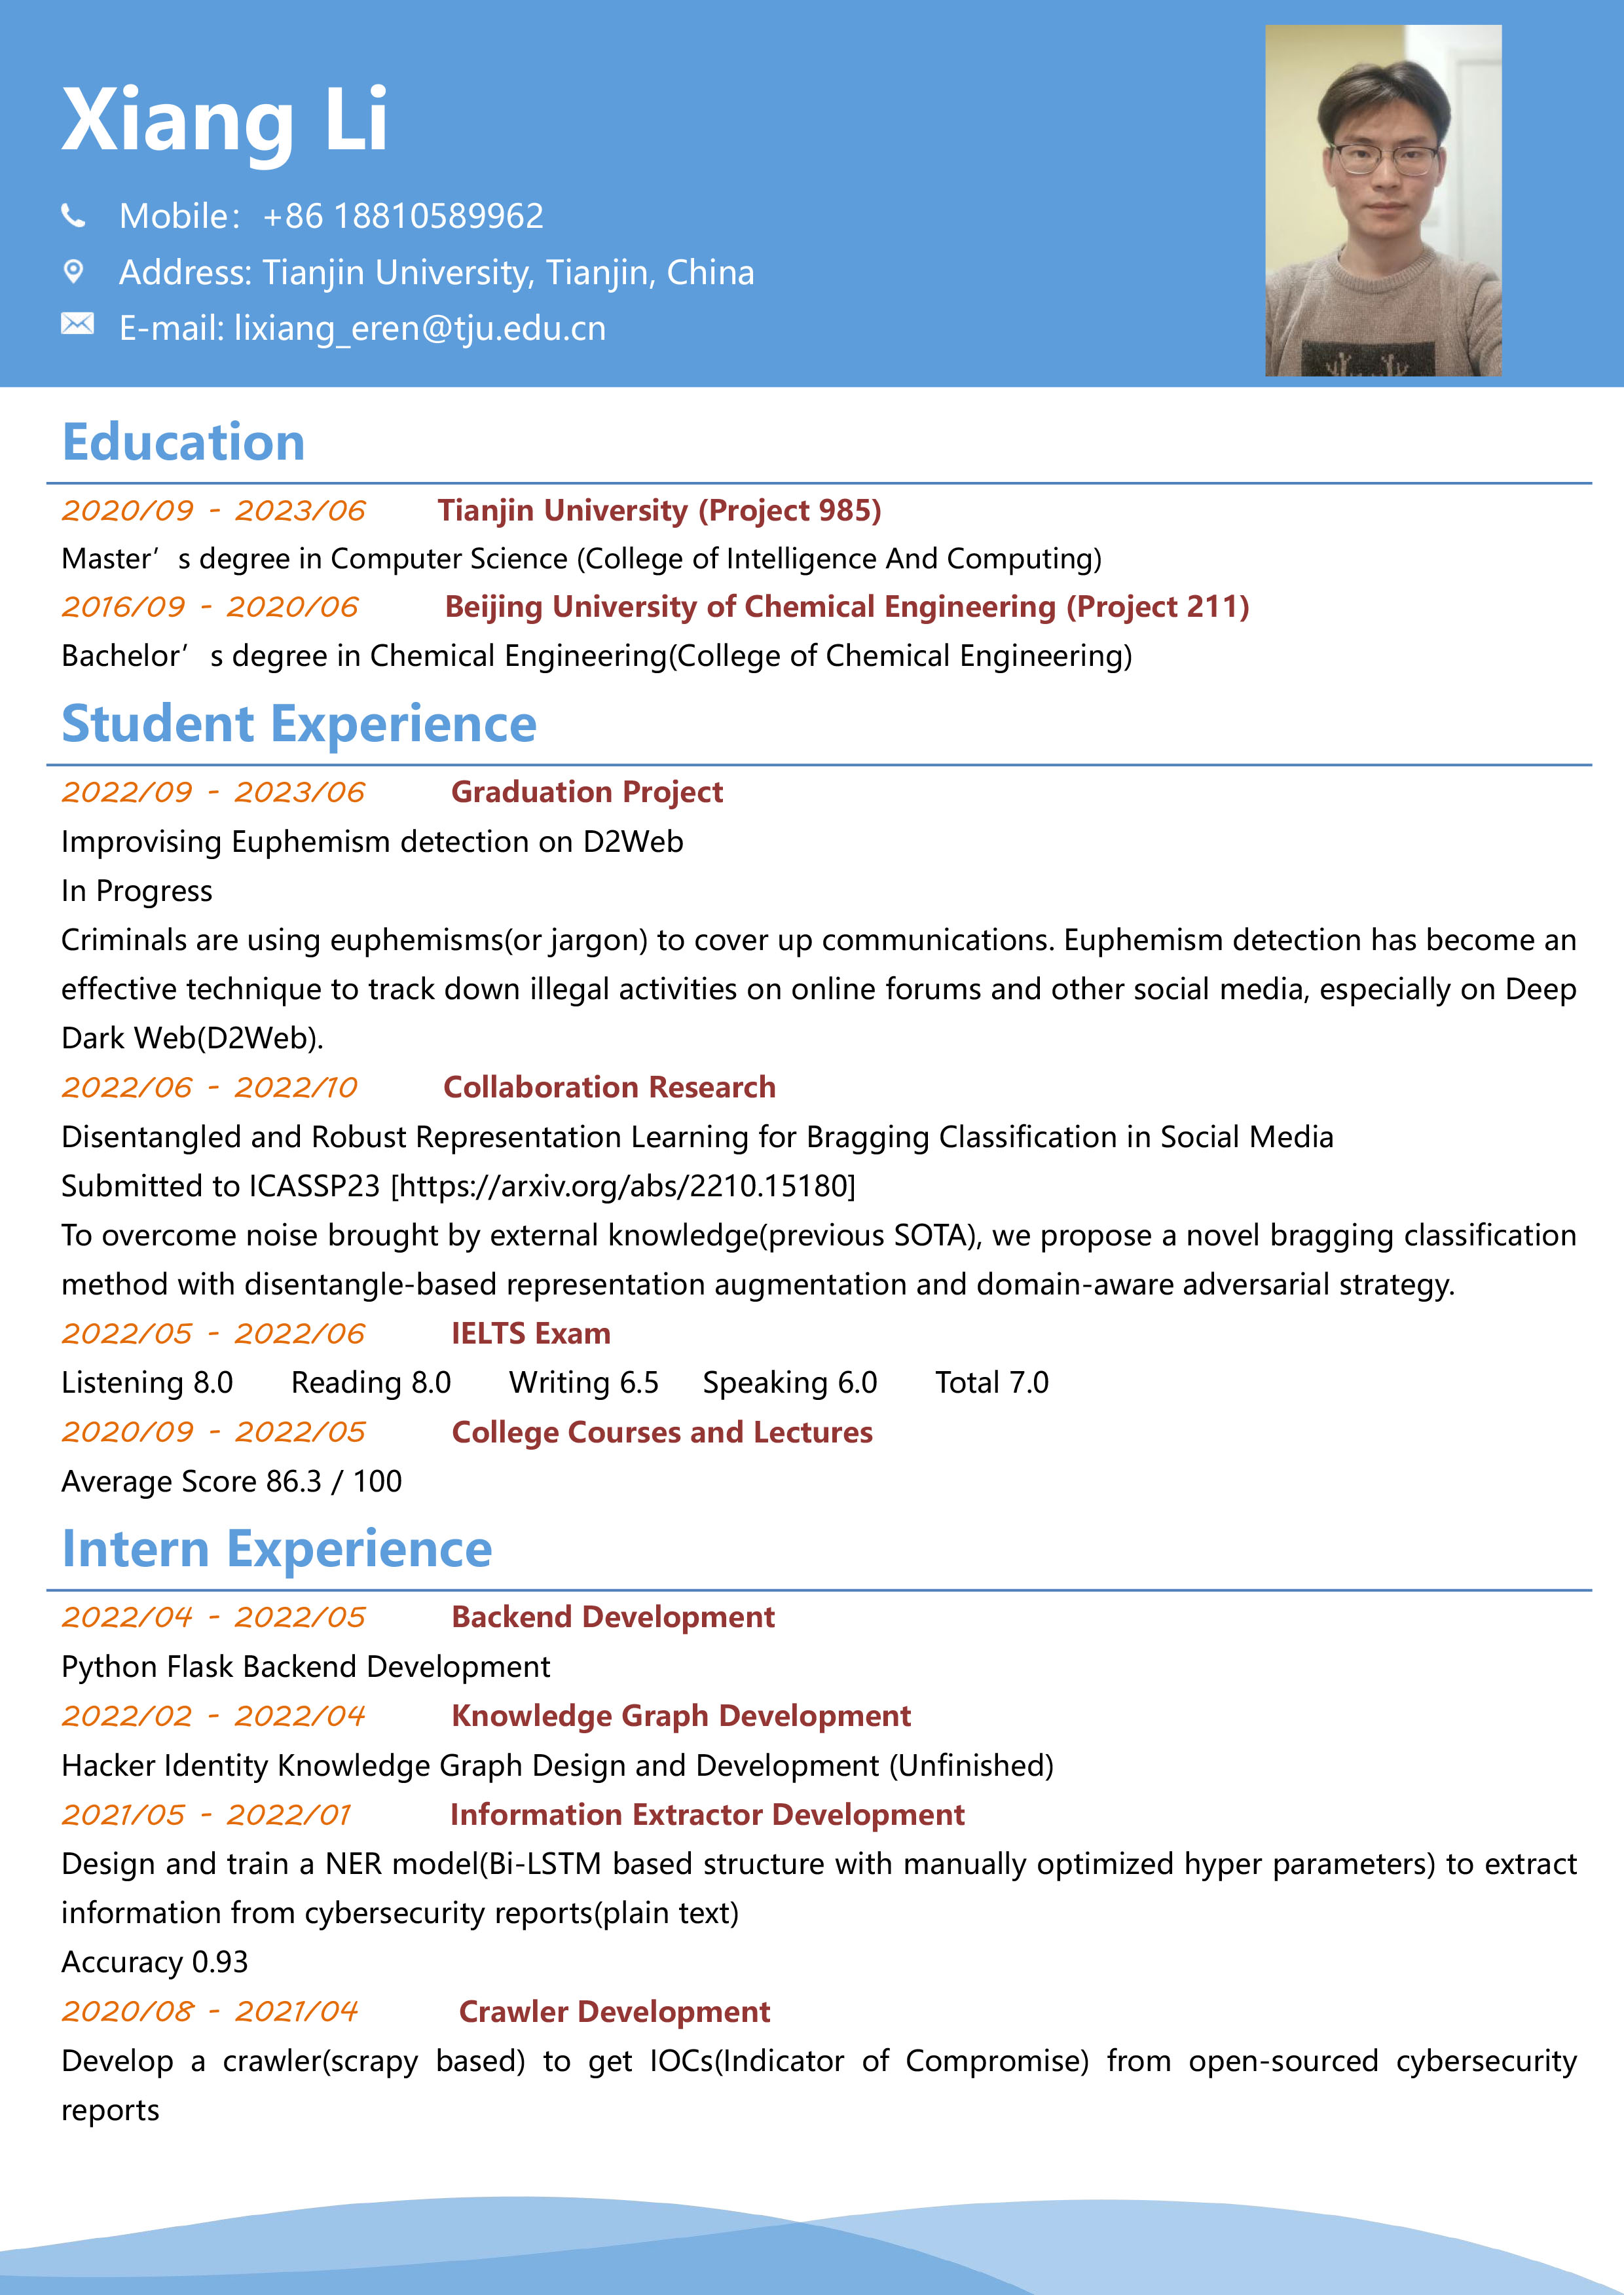 Xiang Li
Mobile：+86 18810589962
Address: Tianjin University, Tianjin, China
E-mail: lixiang_eren@tju.edu.cn
Education
2020/09 - 2023/06 Tianjin University (Project 985)
Master’s degree in Computer Science (College of Intelligence And Computing)
2016/09 - 2020/06 Beijing University of Chemical Engineering (Project 211)
Bachelor’s degree in Chemical Engineering(College of Chemical Engineering)
Student Experience
2022/09 - 2023/06 Graduation Project
Improvising Euphemism detection on D2Web
In Progress
Criminals are using euphemisms(or jargon) to cover up communications. Euphemism detection has become an
effective technique to track down illegal activities on online forums and other social media, especially on Deep
Dark Web(D2Web).
2022/06 - 2022/10 Collaboration Research
Disentangled and Robust Representation Learning for Bragging Classification in Social Media
Submitted to ICASSP23 [https://arxiv.org/abs/2210.15180]
To overcome noise brought by external knowledge(previous SOTA), we propose a novel bragging classification
method with disentangle-based representation augmentation and domain-aware adversarial strategy.
2022/05 - 2022/06 IELTS Exam
Listening 8.0 Reading 8.0 Writing 6.5 Speaking 6.0 Total 7.0
2020/09 - 2022/05 College Courses and Lectures
Average Score 86.3 / 100
Intern Experience
2022/04 - 2022/05 Backend Development
Python Flask Backend Development
2022/02 - 2022/04 Knowledge Graph Development
Hacker Identity Knowledge Graph Design and Development (Unfinished)
2021/05 - 2022/01 Information Extractor Development
Design and train a NER model(Bi-LSTM based structure with manually optimized hyper parameters) to extract
information from cybersecurity reports(plain text)
Accuracy 0.93
2020/08 - 2021/04 Crawler Development
Develop a crawler(scrapy based) to get IOCs(Indicator of Compromise) from open-sourced cybersecurity
reports